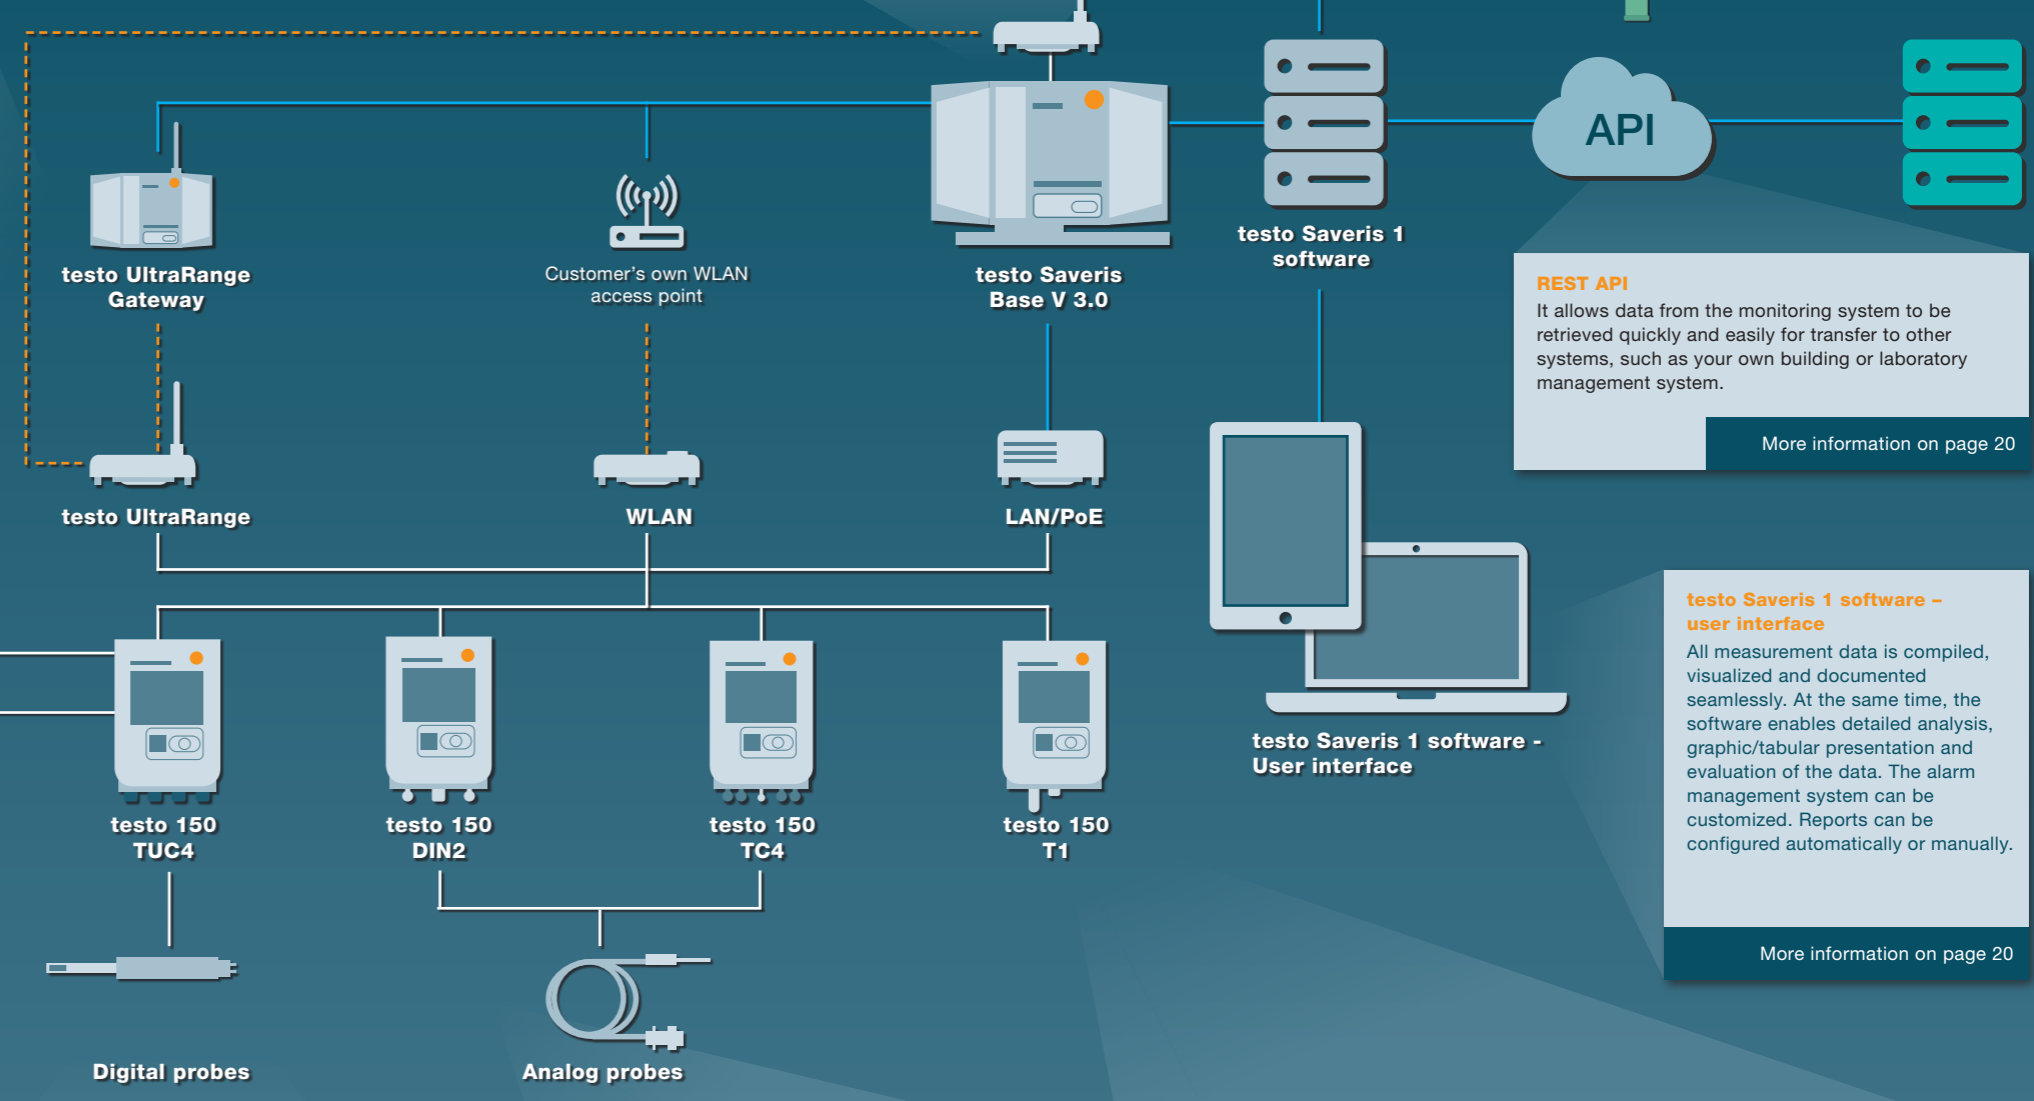 API
testo Saveris 1
software
testo UltraRange
Gateway
Customer's own WLAN
access point
testo Saveris
Base V 3.0
REST API
It allows data from the monitoring system to be
retrieved quickly and easily for transfer to other
systems, such as your own building or laboratory
management system.
More information on page 20
testo UltraRange
WLAN
LAN/PoE
testo Saveris 1 software –
user interface
All measurement data is compiled,
visualized and documented
seamlessly. At the same time, the
software enables detailed analysis,
graphic/tabular presentation and
evaluation of the data. The alarm
management system can be
customized. Reports can be
configured automatically or manually.
More information on page 20
testo Saveris 1 software -
User interface
testo 150
TUC4
testo 150
DIN2
testo 150
TC4
testo 150
T1
Digital probes
Analog probes